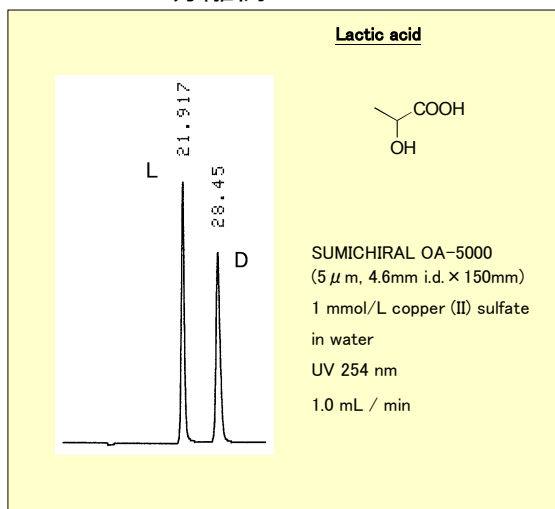 Lactic acid
21.917
28.45
L
D
COOH
OH
SUMICHIRAL OA-5000
(5 μm, 4.6mm i.d.×150mm)
1 mmol/L copper (II) sulfate
in water
UV 254 nm
1.0 mL / min